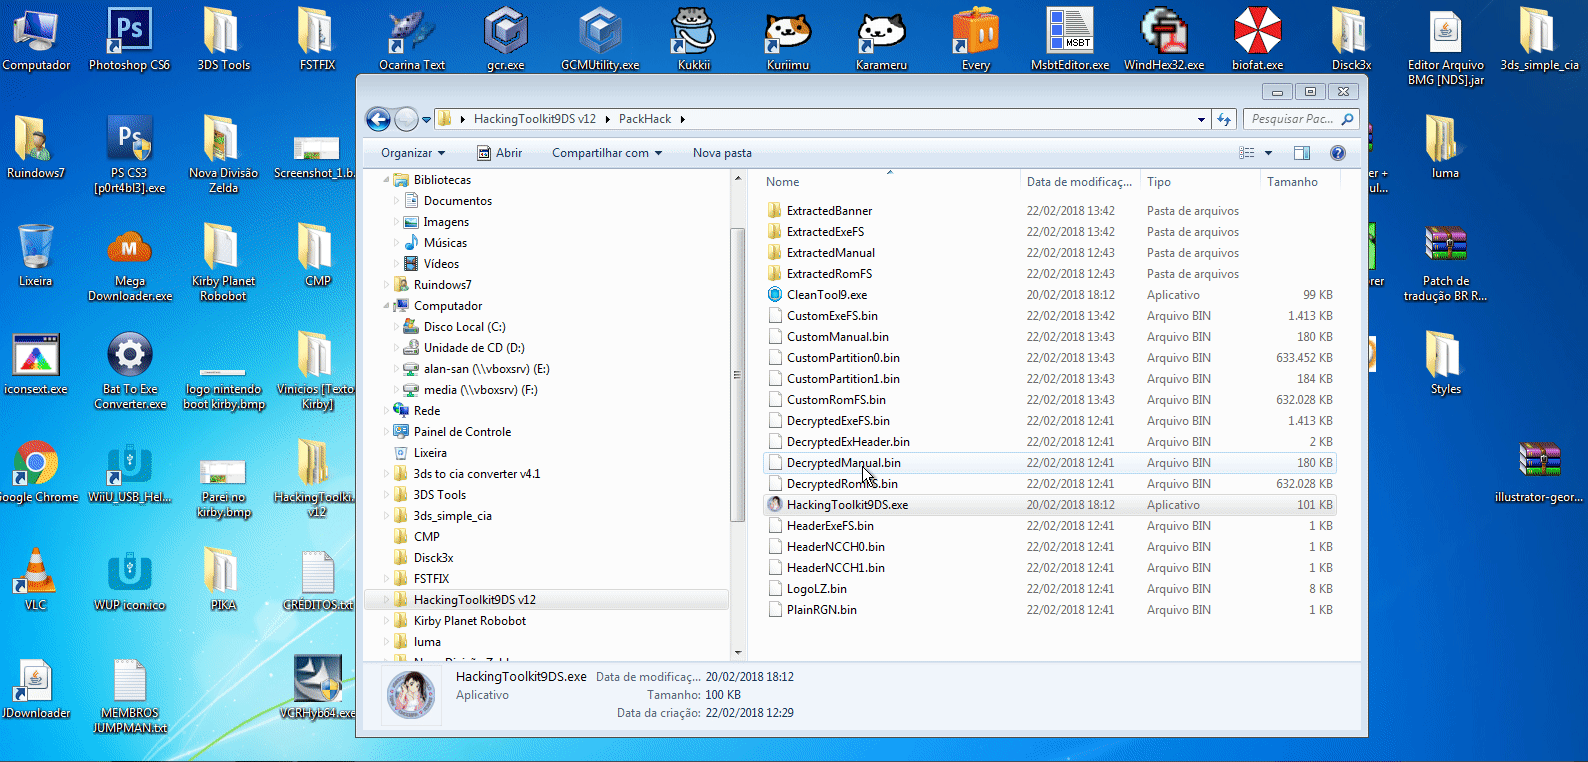 Computador
Photoshop CS6
3DS Tools
FSTFIX
Ocarina Text
gcr.exe
GCMUtility.exe
Kukkii
Kuriimu
Karameru
Every
MSBT
MsbtEditor.exe
WindHex32.exe
biofat.exe
Disck3x
Editor Arquivo
BMG [NDS].jar
3ds_simple_cia
HackingToolkit9DS v12
PackHack
Pesquisar Pac...
Organizar
Abrir
Compartilhar com
Nova pasta
Ruindows7
PS CS3
[p0rt4bl3].exe
Nova Divisão
Zelda
Screenshot_1.b...
luma
Lixeira
Mega
Downloader.exe
Kirby Planet
Robobot
CMP
Patch de
tradução BR R...
iconsext.exe
Bat To Exe
Converter.exe
logo nintendo
boot kirby.bmp
Vinicios [Texto
Kirby]
Styles
Google Chrome
WiiU_USB_Hel...
Parei no
kirby.bmp
HackingToolki...
v12
illustrator-geor...
VLC
WUP icon.ico
PIKA
CRÉDITOS.txt
JDownloader
MEMBROS
JUMPMAN.txt
VCRHyb64.exe
Bibliotecas
Documentos
Imagens
Músicas
Vídeos
Ruindows7
Computador
Disco Local (C:)
Unidade de CD (D:)
alan-san (\\vboxsrv) (E:)
media (\\vboxsrv) (F:)
Rede
Painel de Controle
Lixeira
3ds to cia converter v4.1
3DS Tools
3ds_simple_cia
CMP
Disck3x
FSTFIX
HackingToolkit9DS v12
Kirby Planet Robobot
luma
Nome Data de modificaç... Tipo Tamanho
ExtractedBanner 22/02/2018 13:42 Pasta de arquivos
ExtractedExeFS 22/02/2018 13:42 Pasta de arquivos
ExtractedManual 22/02/2018 12:43 Pasta de arquivos
ExtractedRomFS 22/02/2018 12:43 Pasta de arquivos
CleanTool9.exe 20/02/2018 18:12 Aplicativo 99 KB
CustomExeFS.bin 22/02/2018 13:42 Arquivo BIN 1.413 KB
CustomManual.bin 22/02/2018 13:43 Arquivo BIN 180 KB
CustomPartition0.bin 22/02/2018 13:43 Arquivo BIN 633.452 KB
CustomPartition1.bin 22/02/2018 13:43 Arquivo BIN 184 KB
CustomRomFS.bin 22/02/2018 13:43 Arquivo BIN 632.028 KB
DecryptedExeFS.bin 22/02/2018 12:41 Arquivo BIN 1.413 KB
DecryptedExHeader.bin 22/02/2018 12:41 Arquivo BIN 2 KB
DecryptedManual.bin 22/02/2018 12:41 Arquivo BIN 180 KB
DecryptedRomFS.bin 22/02/2018 12:41 Arquivo BIN 632.028 KB
HackingToolkit9DS.exe 20/02/2018 18:12 Aplicativo 101 KB
HeaderExeFS.bin 22/02/2018 12:41 Arquivo BIN 1 KB
HeaderNCCH0.bin 22/02/2018 12:41 Arquivo BIN 1 KB
HeaderNCCH1.bin 22/02/2018 12:41 Arquivo BIN 1 KB
LogoLZ.bin 22/02/2018 12:41 Arquivo BIN 8 KB
PlainRGN.bin 22/02/2018 12:41 Arquivo BIN 1 KB
HackingToolkit9DS.exe Data de modificaç... 20/02/2018 18:12
Aplicativo Tamanho: 100 KB
Data da criação: 22/02/2018 12:29